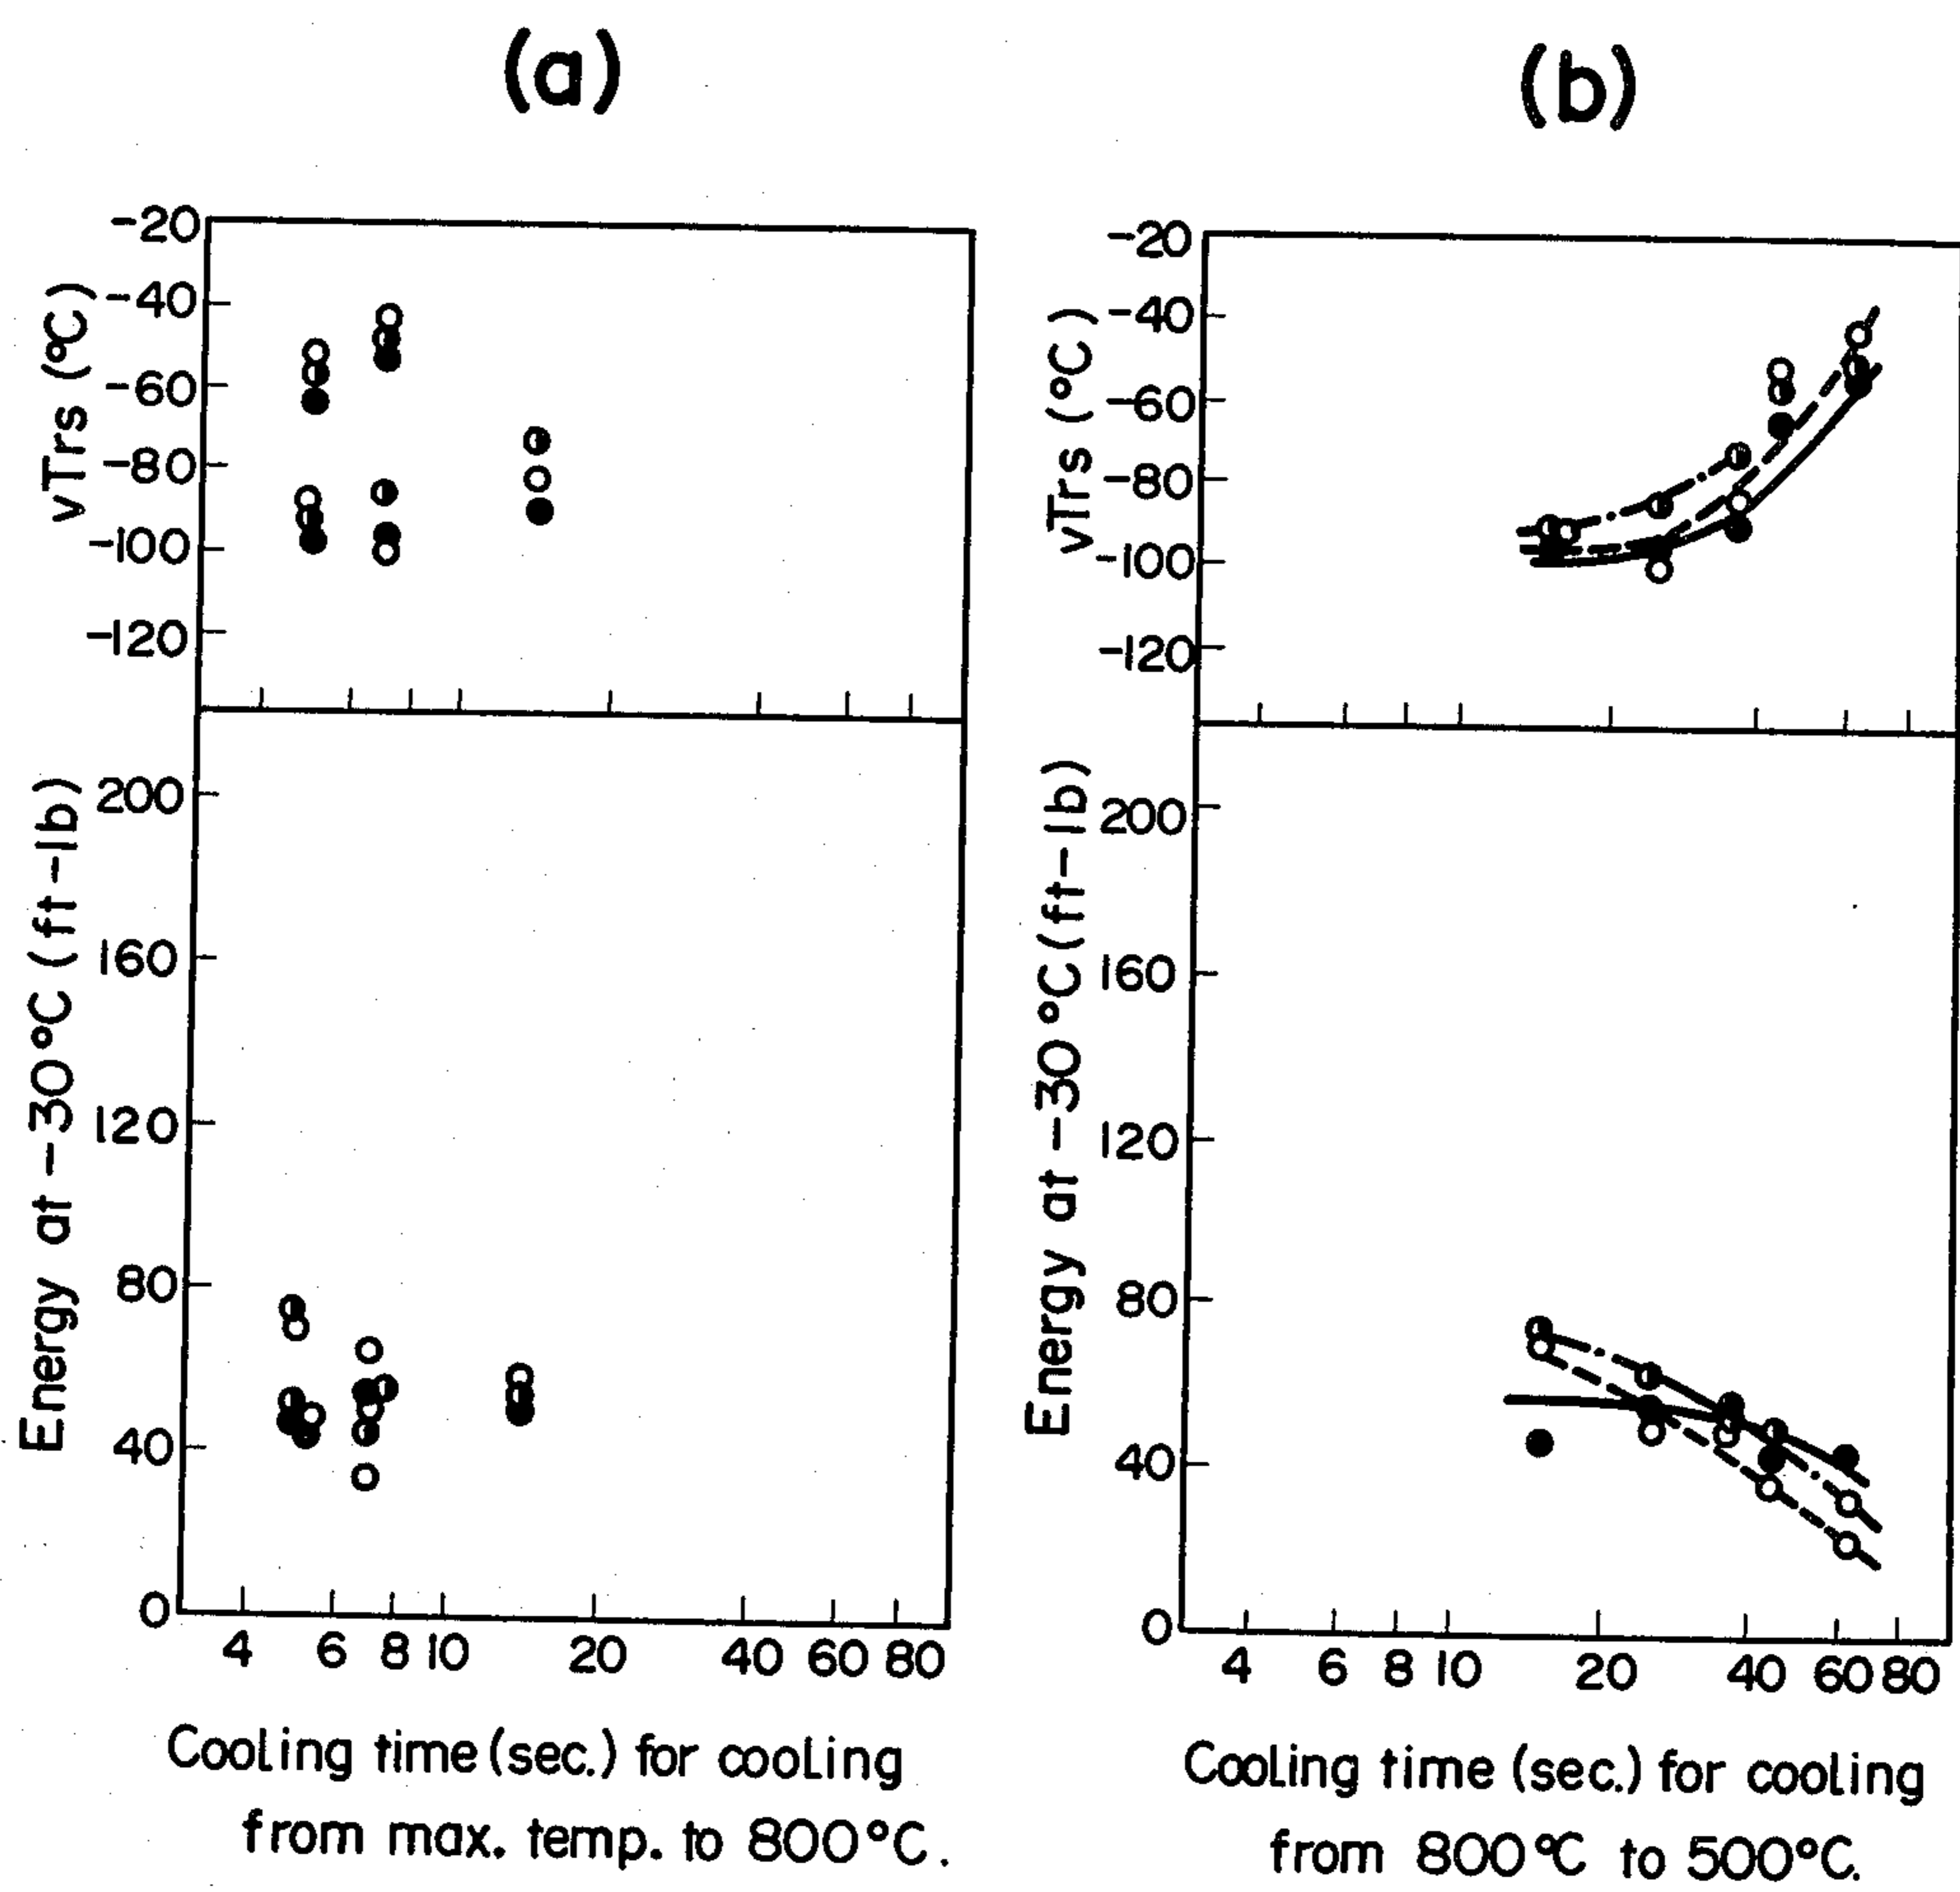 (a)
-20
-40
-60
-80
-100
-120
vTrs (°C)
200
160
120
80
40
0
Energy at -30°C (ft-lb)
4 6 8 10 20 40 60 80
Cooling time (sec.) for cooling
from max. temp. to 800°C.
(b)
-20
-40
-60
-80
-100
-120
vTrs (°C)
200
160
120
80
40
0
Energy at -30°C (ft-lb)
4 6 8 10 20 40 60 80
Cooling time (sec.) for cooling
from 800°C to 500°C.